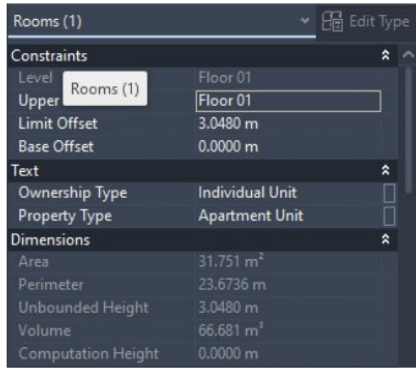 Rooms (1)
Edit Type
Constraints
Level Floor 01
Rooms (1)
Upper Floor 01
Limit Offset 3.0480 m
Base Offset 0.0000 m
Text
Ownership Type Individual Unit
Property Type Apartment Unit
Dimensions
Area 31.751 m²
Perimeter 23.6736 m
Unbounded Height 3.0480 m
Volume 66.681 m³
Computation Height 0.0000 m